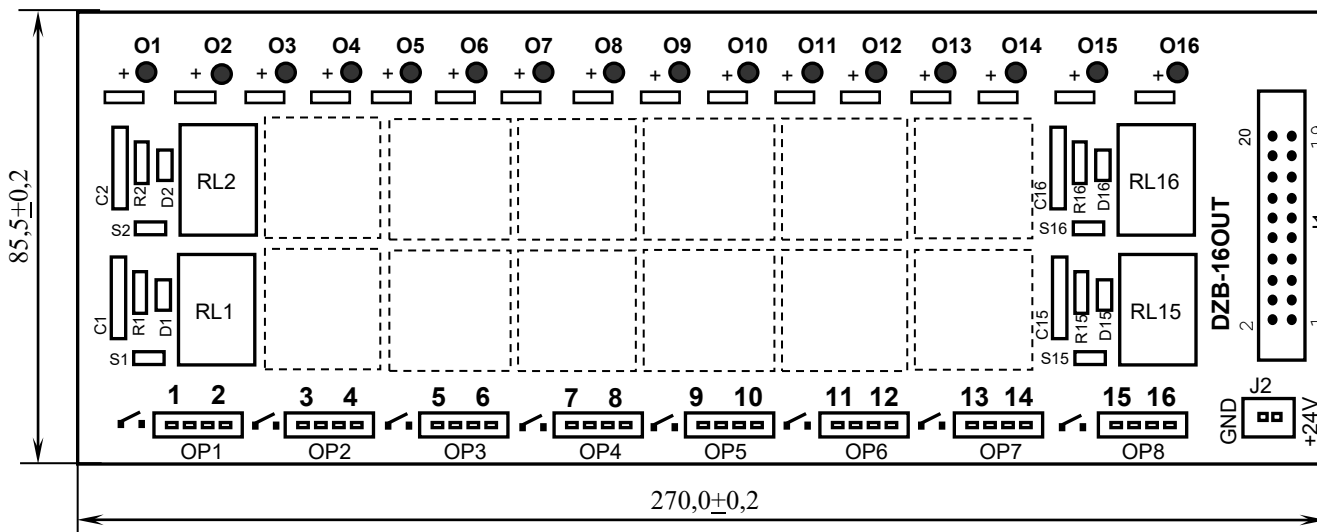 O1 O2 O3 O4 O5 O6 O7 O8 O9 O10 O11 O12 O13 O14 O15 O16
+ + + + + + + + + + + + + + + +
C2 R2 D2 RL2
S2
C16 R16 D16 RL16
S16
20
85,5±0,2
C1 R1 D1 RL1
S1
C15 R15 D15 RL15
S15
DZB-16OUT
2
1 2 3 4 5 6 7 8 9 10 11 12 13 14 15 16
OP1 OP2 OP3 OP4 OP5 OP6 OP7 OP8
J2
GND
+24V
270,0±0,2